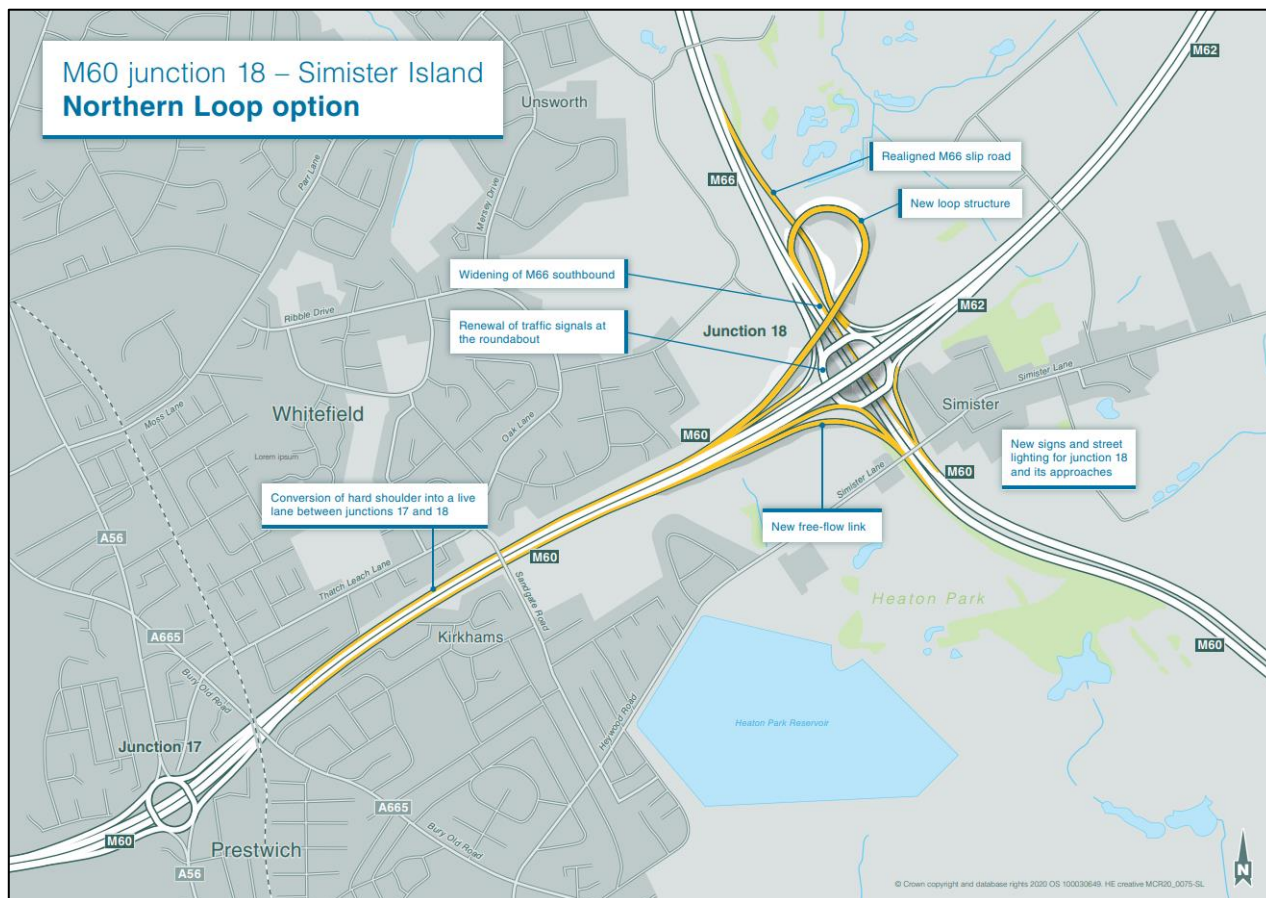 M60 junction 18 – Simister Island
Northern Loop option
Unsworth
M62
Parr Lane
Mersey Drive
M66
Realigned M66 slip road
New loop structure
Widening of M66 southbound
M62
Ribble Drive
Renewal of traffic signals at
the roundabout
Junction 18
Simister Lane
Whitefield
Moss Lane
Oak Lane
Simister
M60
Lorem ipsum
New signs and street
lighting for junction 18
and its approaches
M60
Simister Lane
Conversion of hard shoulder into a live
lane between junctions 17 and 18
New free-flow link
A56
M60
Thatch Leach Lane
Sandgate Road
Heaton Park
A665
Kirkhams
M60
Bury Old Road
Heywood Road
Heaton Park Reservoir
Junction 17
A665
M60
Bury Old Road
Prestwich
A56
N
© Crown copyright and database rights 2020 OS 100030649. HE creative MCR20_0075-SL